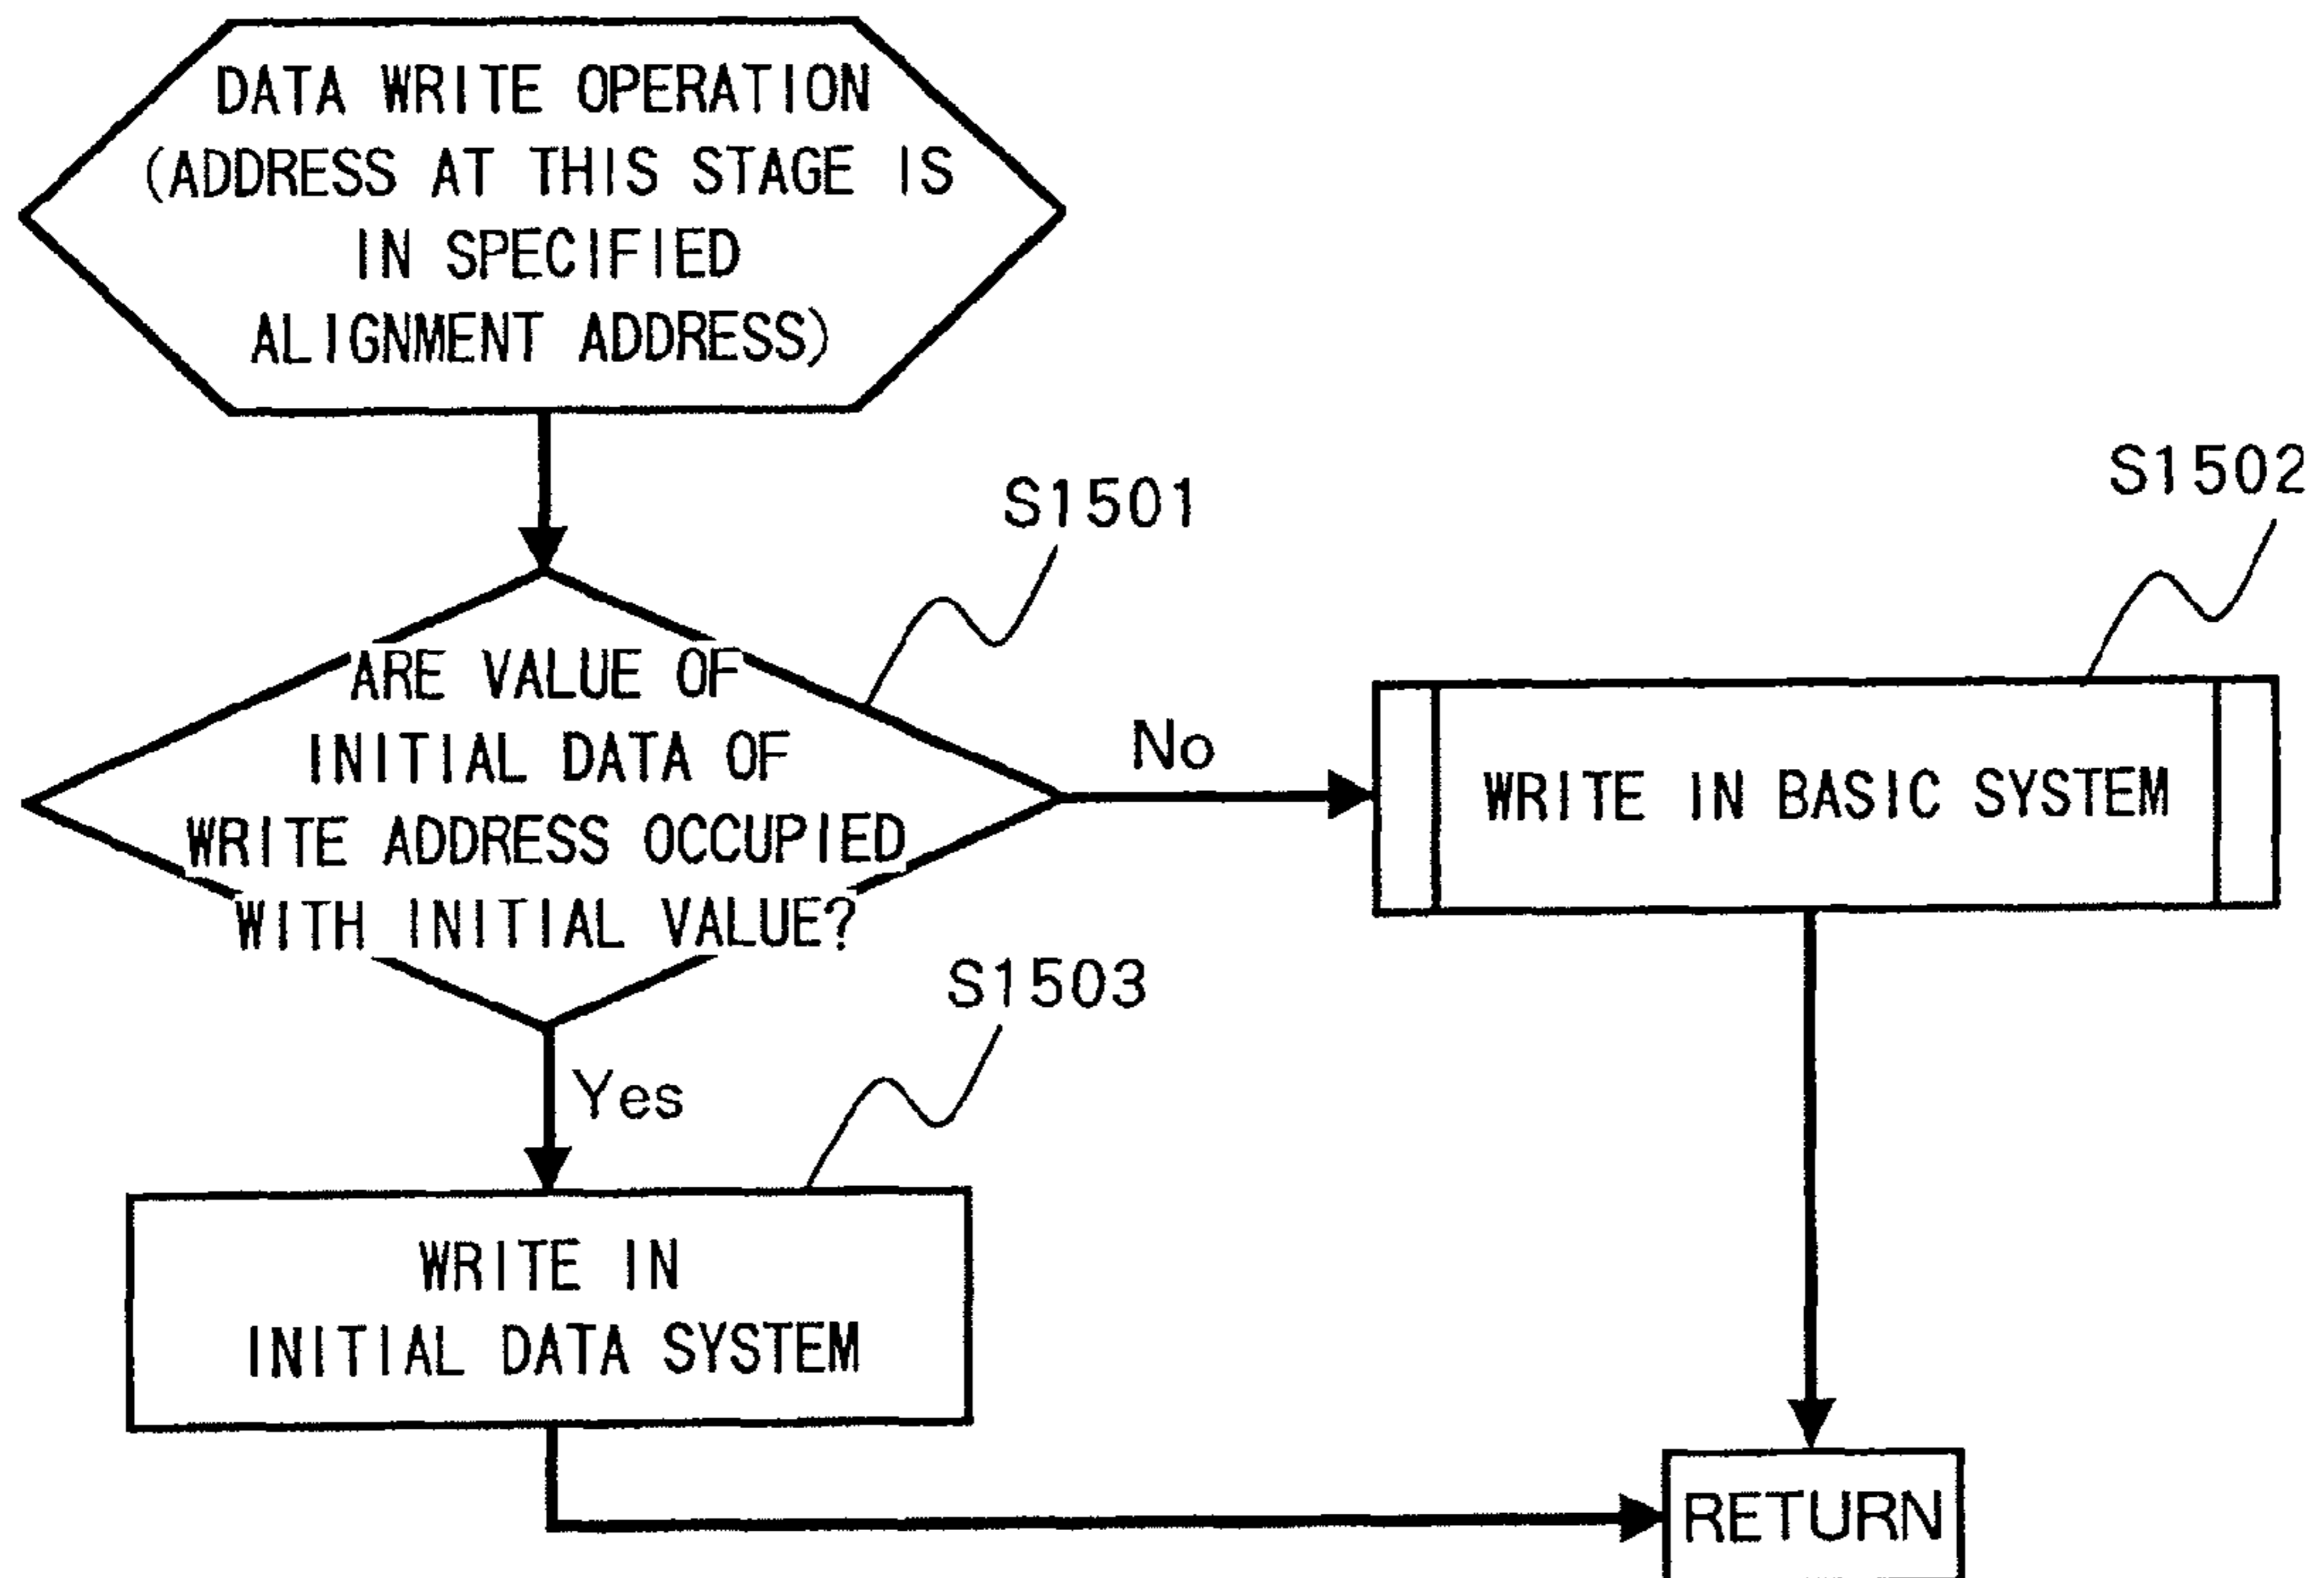 DATA WRITE OPERATION
(ADDRESS AT THIS STAGE IS
IN SPECIFIED
ALIGNMENT ADDRESS)
S1501
S1502
ARE VALUE OF
INITIAL DATA OF
WRITE ADDRESS OCCUPIED
WITH INITIAL VALUE?
No
WRITE IN BASIC SYSTEM
S1503
Yes
WRITE IN
INITIAL DATA SYSTEM
RETURN